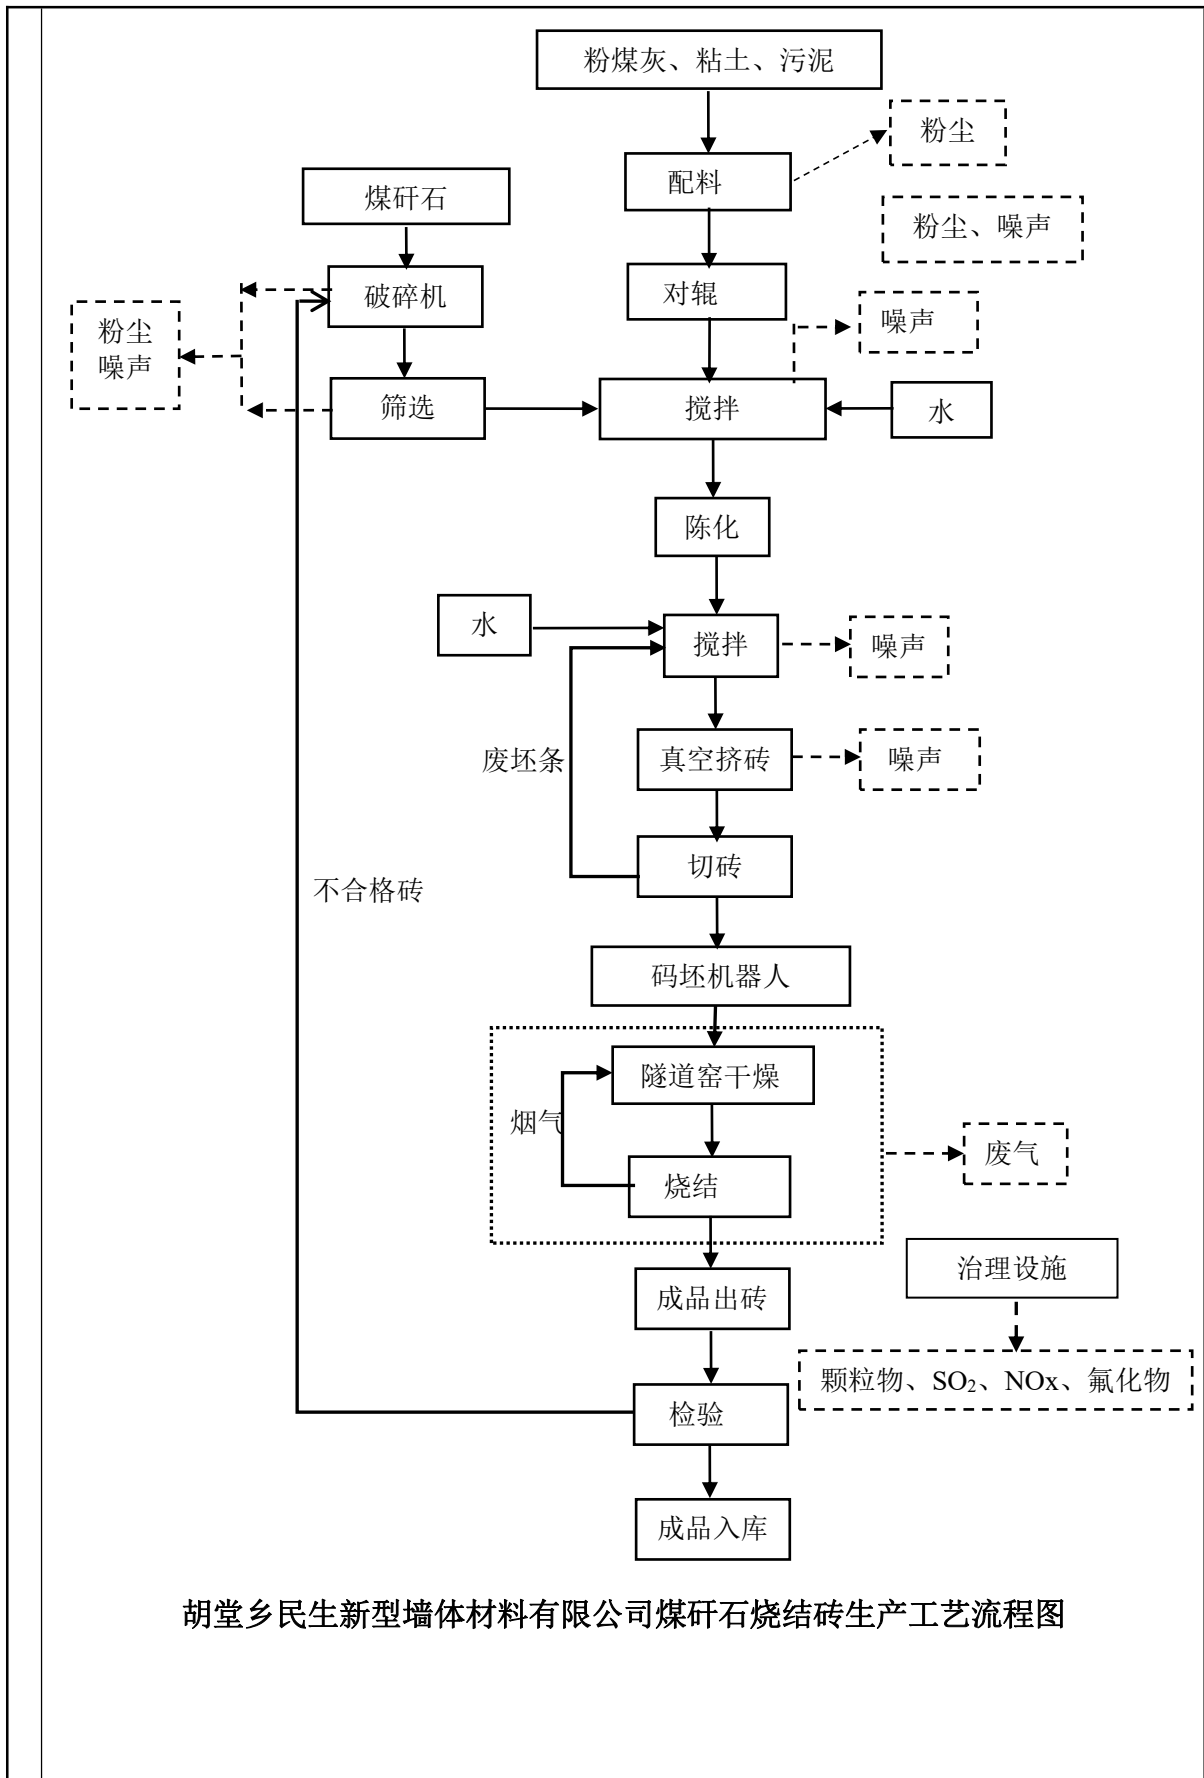 粉煤灰、粘土、污泥
粉尘
配料
煤矸石
粉尘、噪声
破碎机
对辊
噪声
粉尘
噪声
筛选
搅拌
水
陈化
水
搅拌
噪声
废坯条
真空挤砖
噪声
切砖
不合格砖
码坯机器人
隧道窑干燥
烟气
废气
烧结
治理设施
成品出砖
颗粒物、SO₂、NOx、氟化物
检验
成品入库
胡堂乡民生新型墙体材料有限公司煤矸石烧结砖生产工艺流程图